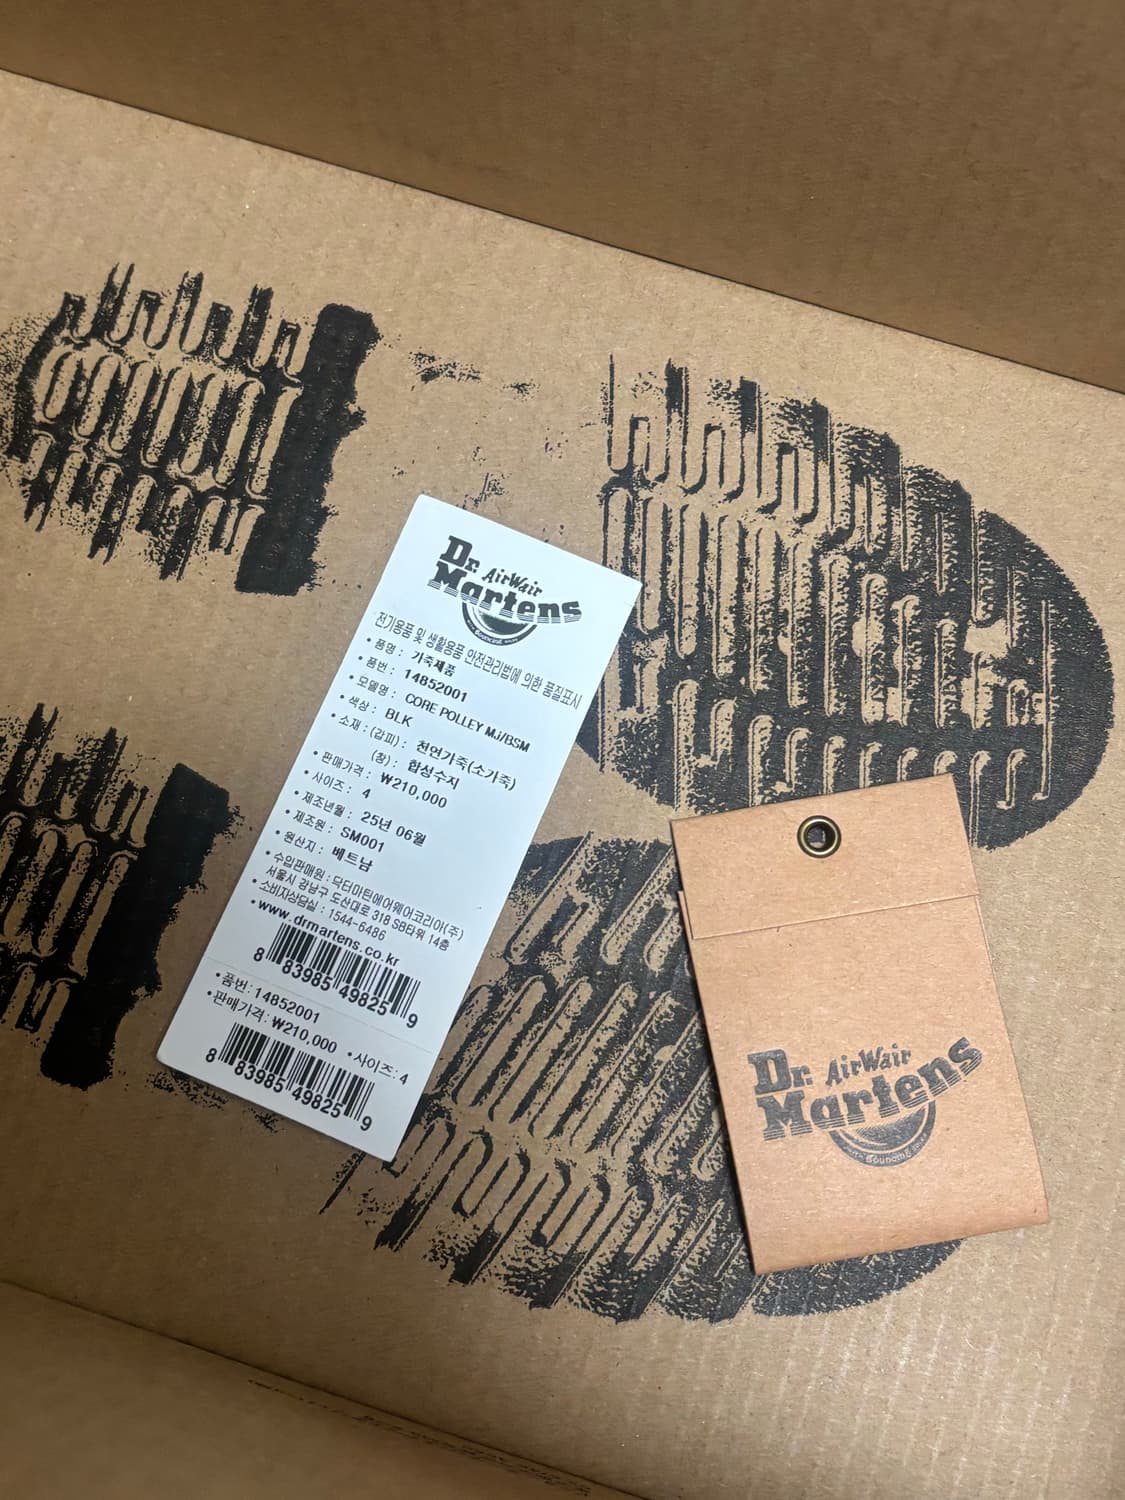 Dr. AirWair
Martens
전기용품 및 생활용품 안전관리법에 의한 품질표시
• 품명 : 가죽제품
• 품번 : 14852001
• 모델명 : CORE POLLEY M.i/BSM
• 색상 : BLK
• 소재 : (갑피) : 천연가죽(소가죽)
(창) : 합성수지
• 판매가격 : ₩210,000
• 사이즈 : 4
• 제조년월 : 25년 06월
• 제조원 : SM001
• 원산지 : 베트남
• 수입판매원 : 닥터마틴에어웨어코리아(주)
서울시 강남구 도산대로 318 SB타워 14층
• 소비자상담실 : 1544-6486
• www.drmartens.co.kr
8 83985 49825 9
• 품번: 14852001
• 판매가격: ₩210,000 • 사이즈: 4
8 83985 49825 9
Dr. AirWair
Martens